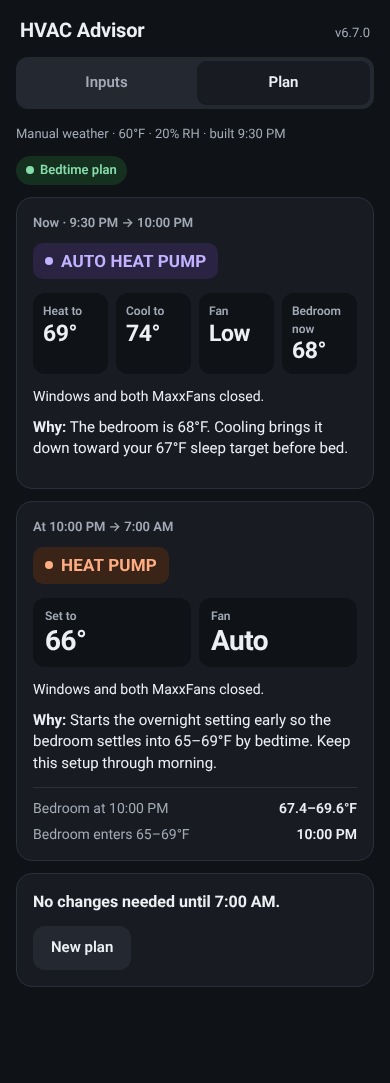 HVAC Advisor
v6.7.0
Inputs
Plan
Manual weather · 60°F · 20% RH · built 9:30 PM
Bedtime plan
Now · 9:30 PM → 10:00 PM
AUTO HEAT PUMP
Heat to
69°
Cool to
74°
Fan
Low
Bedroom
now
68°
Windows and both MaxxFans closed.
Why: The bedroom is 68°F. Cooling brings it
down toward your 67°F sleep target before bed.
At 10:00 PM → 7:00 AM
HEAT PUMP
Set to
66°
Fan
Auto
Windows and both MaxxFans closed.
Why: Starts the overnight setting early so the
bedroom settles into 65–69°F by bedtime. Keep
this setup through morning.
Bedroom at 10:00 PM
67.4–69.6°F
Bedroom enters 65–69°F
10:00 PM
No changes needed until 7:00 AM.
New plan